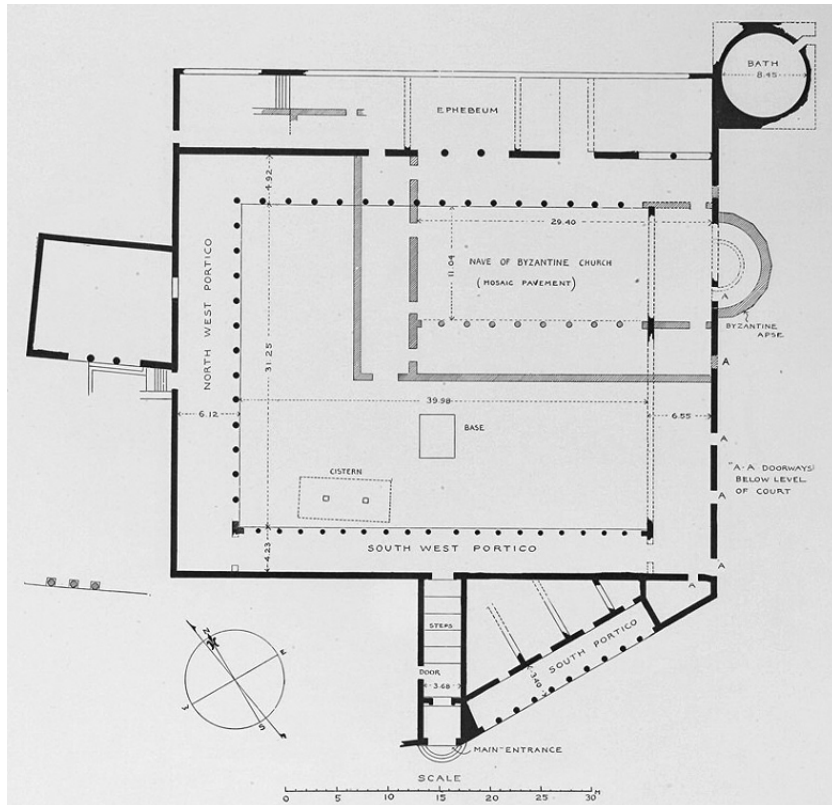 BATH
8.45
EPHEBEUM
4.92
29.40
11.04
NAVE OF BYZANTINE CHURCH
(MOSAIC PAVEMENT)
NORTH WEST PORTICO
A
BYZANTINE
APSE
A
31.25
39.98
6.12
6.55
BASE
A
CISTERN
"A-A DOORWAYS)
BELOW LEVEL
OF COURT
A
4.23
SOUTH WEST PORTICO
A
A
STEPS
SOUTH PORTICO
3.40
DOOR
3.68
N
S
MAIN ENTRANCE
SCALE
0 5 10 15 20 25 30 M